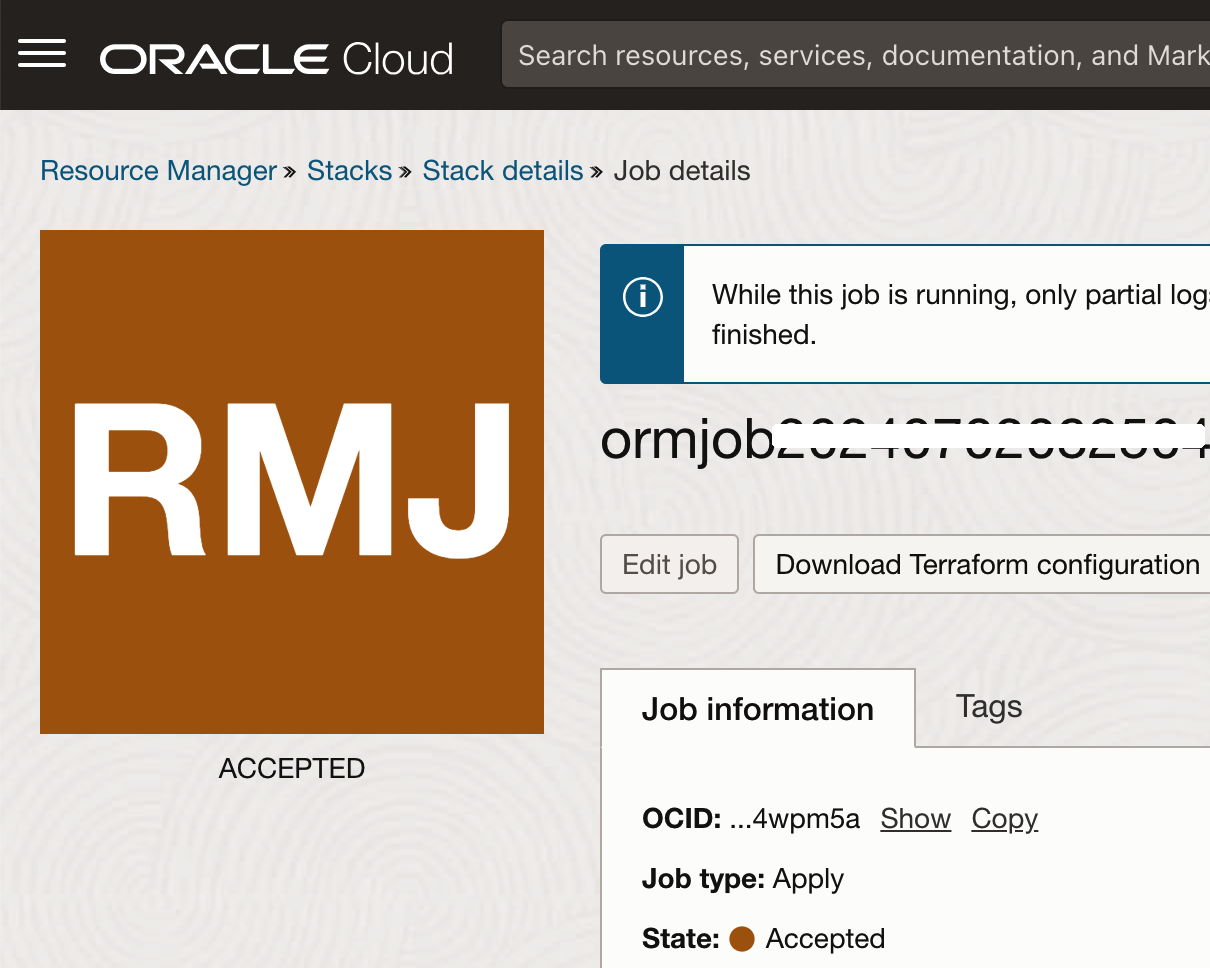 ORACLE Cloud
Search resources, services, documentation, and Mark
Resource Manager » Stacks » Stack details » Job details
RMJ
ACCEPTED
While this job is running, only partial log
finished.
ormjob
Edit job
Download Terraform configuration
Job information
Tags
OCID: ...4wpm5a Show Copy
Job type: Apply
State: Accepted